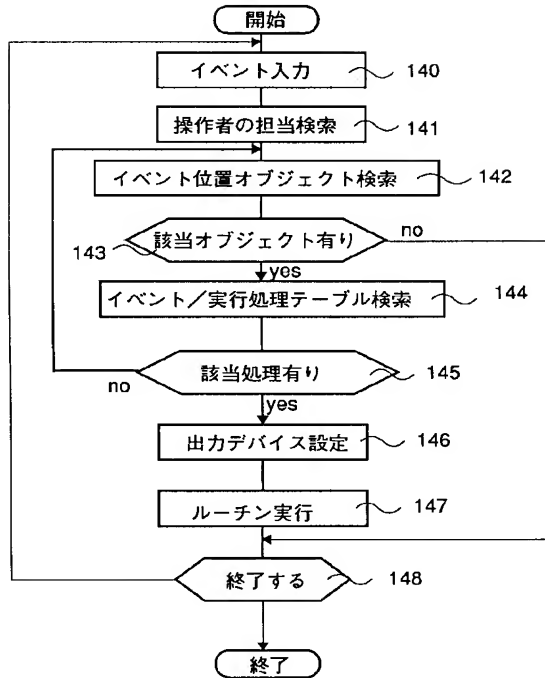 開始
イベント入力
140
操作者の担当検索
141
イベント位置オブジェクト検索
142
該当オブジェクト有り
143
no
yes
イベント／実行処理テーブル検索
144
該当処理有り
145
no
yes
出力デバイス設定
146
ルーチン実行
147
終了する
148
終了